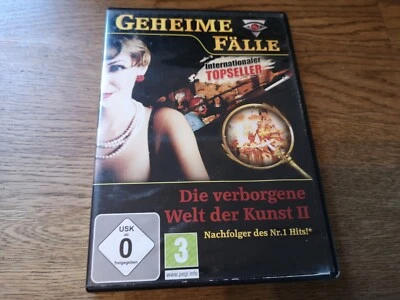 GEHEIME
FÄLLE
Internationaler
TOPSELLER
Die verborgene
Welt der Kunst II
Nachfolger des Nr.1 Hits!*
USK
ab
0
freigegeben
3
www.pegi.info